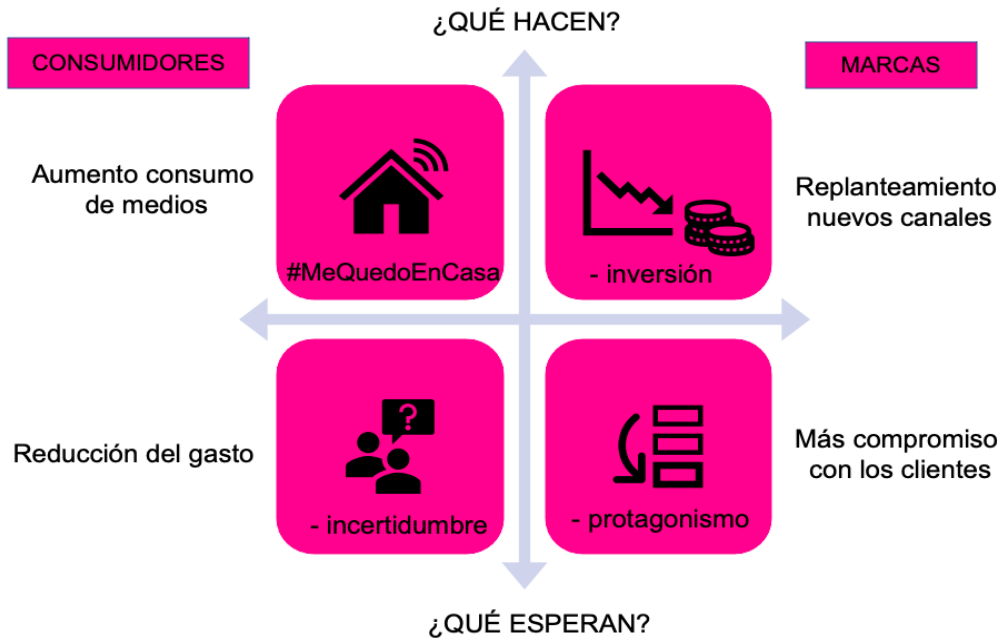 ¿QUÉ HACEN?
CONSUMIDORES
MARCAS
Aumento consumo
de medios
#MeQuedoEnCasa
- inversión
Replanteamiento
nuevos canales
Reducción del gasto
?
- incertidumbre
- protagonismo
Más compromiso
con los clientes
¿QUÉ ESPERAN?